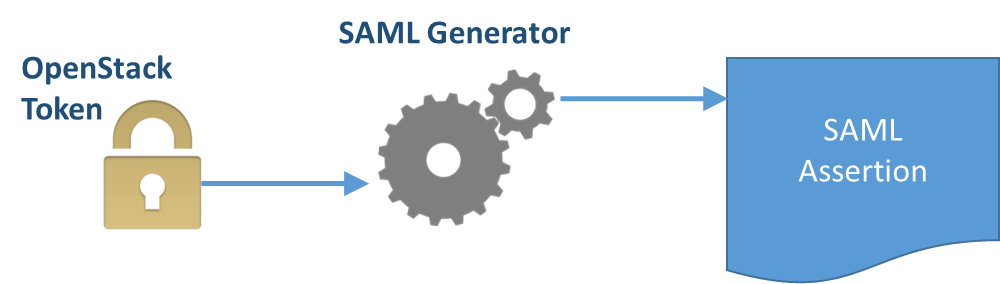 OpenStack
Token
SAML Generator
SAML
Assertion